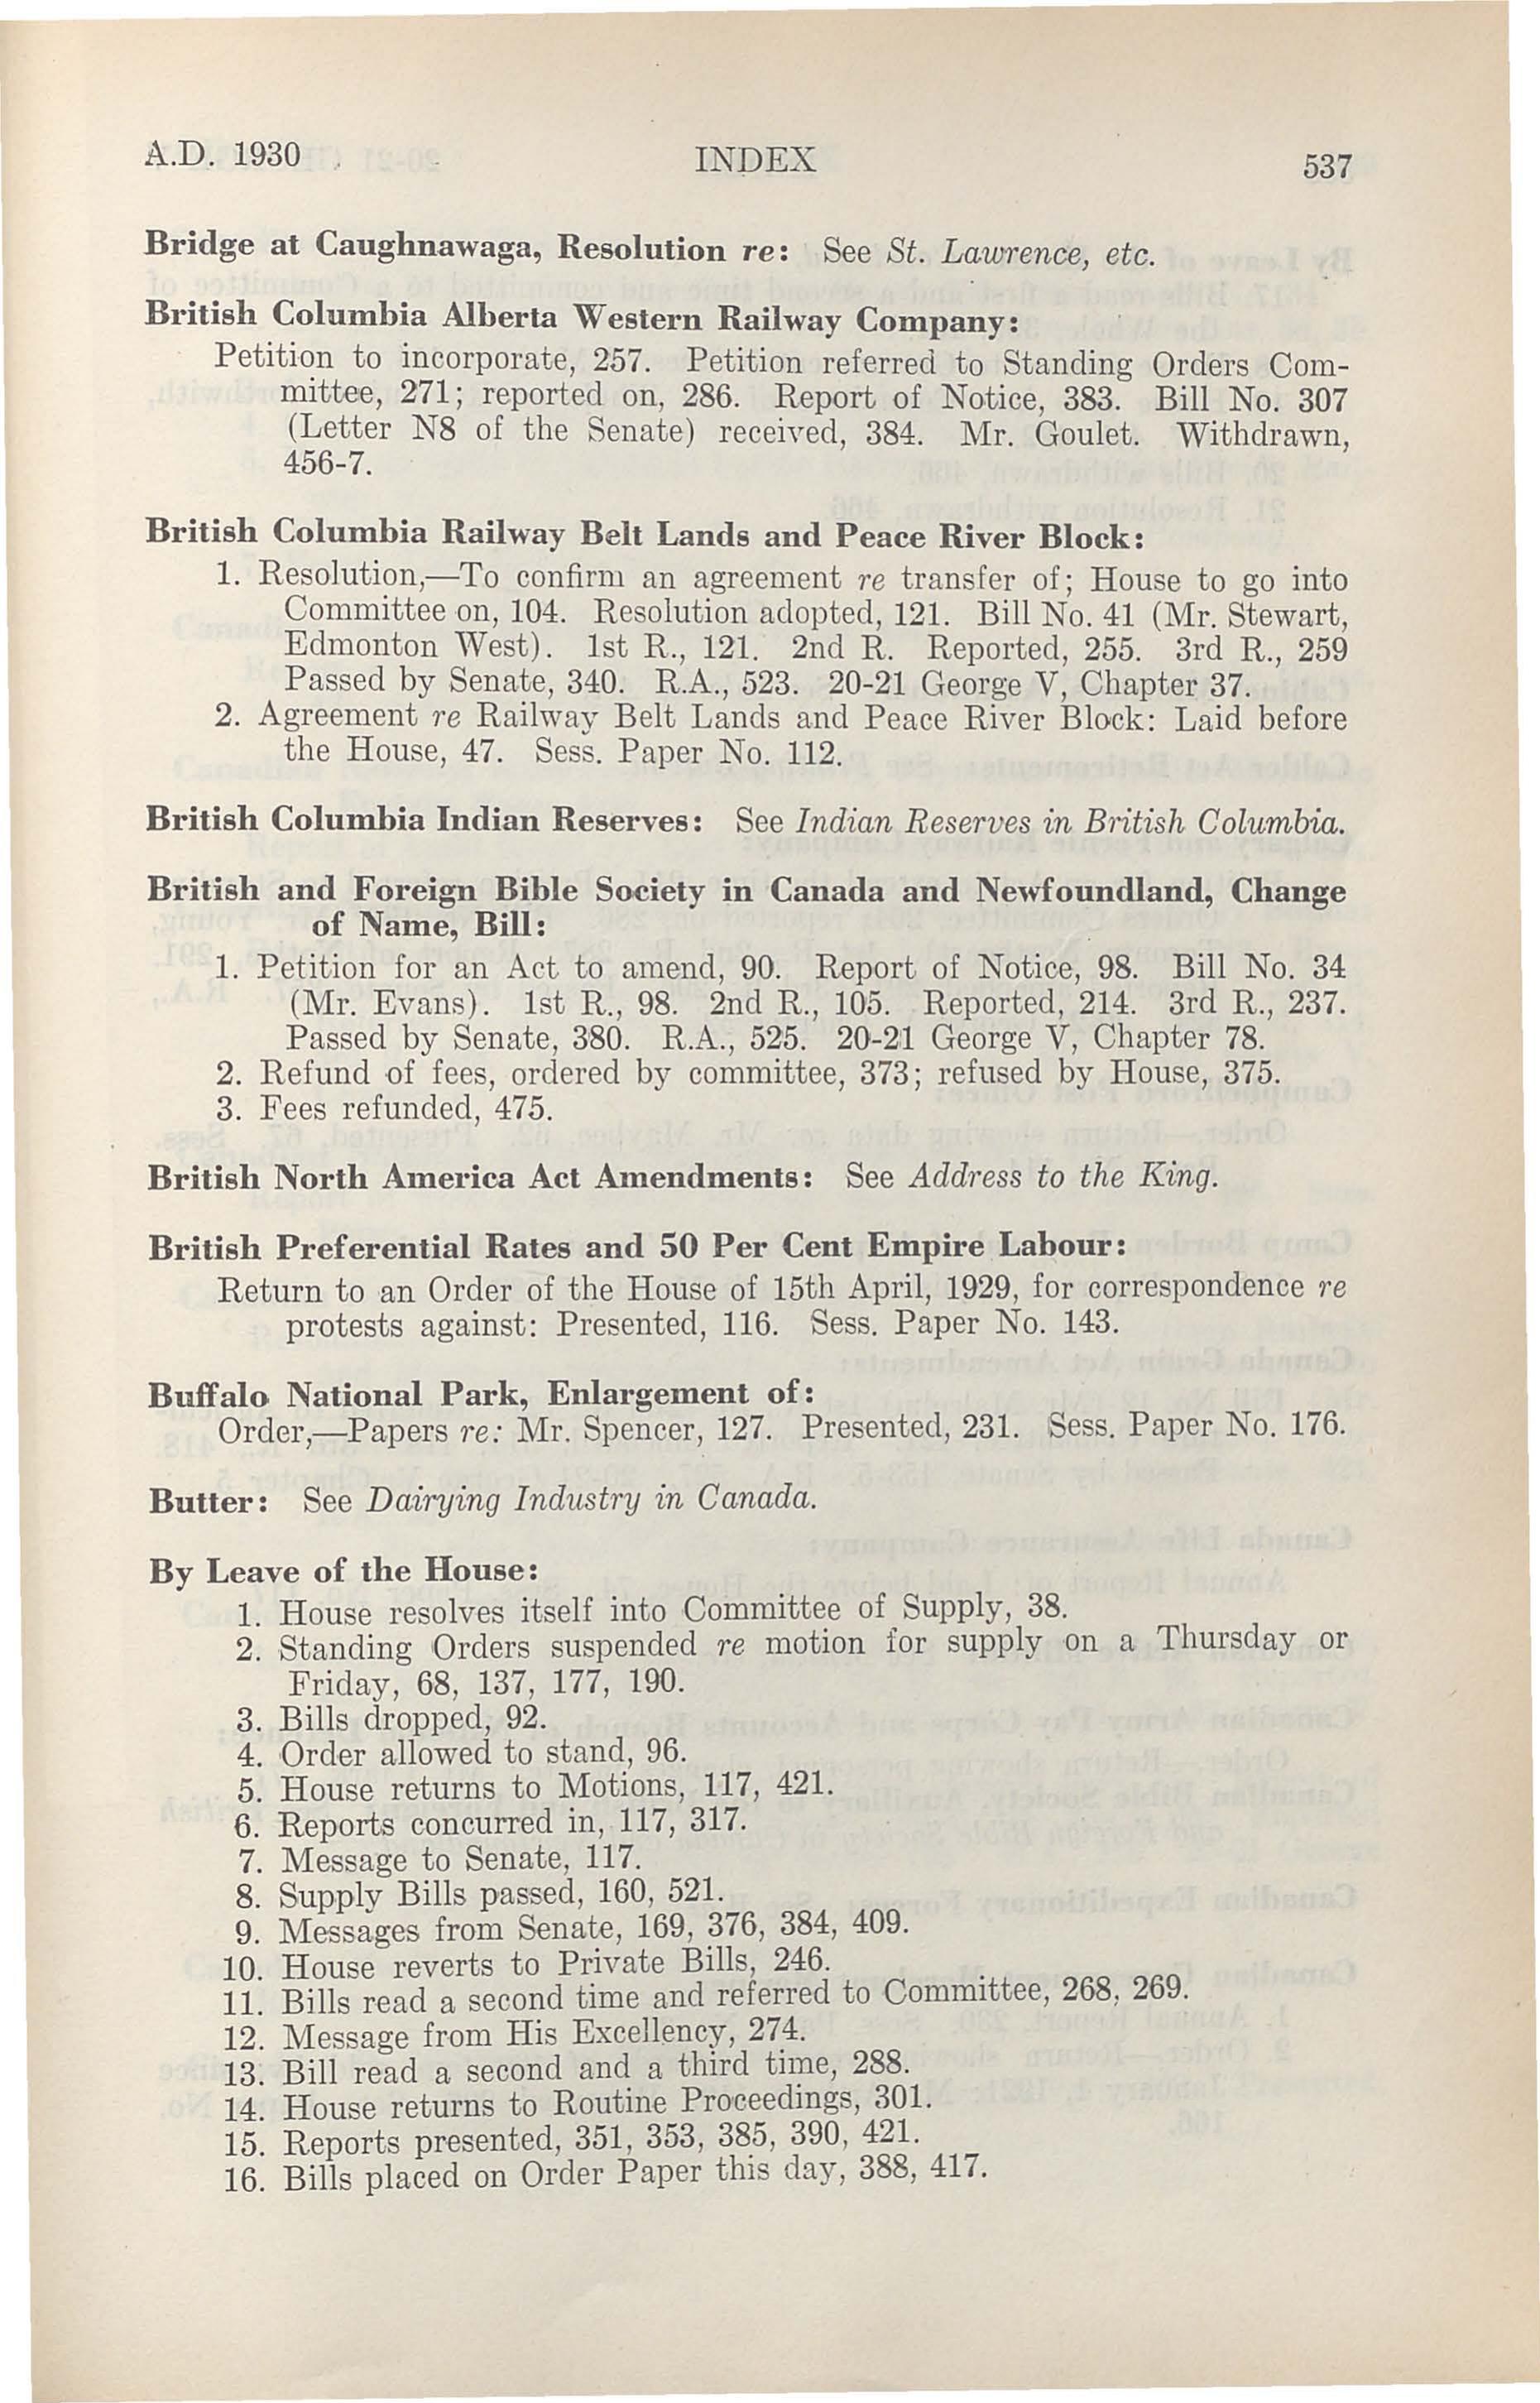 A.D. 1930 INDEX 537
Bridge at Caughnawaga, Resolution re: See St. Lawrence, etc.
British Columbia Alberta Western Railway Company:
Petition to incorporate, 257. Petition referred to Standing Orders Com-
mittee, 271; reported on, 286. Report of Notice, 383. Bill No. 307
(Letter N8 of the Senate) received, 384. Mr. Goulet. Withdrawn,
456-7.
British Columbia Railway Belt Lands and Peace River Block:
1. Resolution,—To confirm an agreement re transfer of; House to go into
Committee on, 104. Resolution adopted, 121. Bill No. 41 (Mr. Stewart,
Edmonton West). 1st R., 121. 2nd R. Reported, 255. 3rd R., 259
Passed by Senate, 340. R.A., 523. 20-21 George V, Chapter 37.
2. Agreement re Railway Belt Lands and Peace River Block: Laid before
the House, 47. Sess. Paper No. 112.
British Columbia Indian Reserves: See Indian Reserves in British Columbia.
British and Foreign Bible Society in Canada and Newfoundland, Change
of Name, Bill:
1. Petition for an Act to amend, 90. Report of Notice, 98. Bill No. 34
(Mr. Evans). 1st R., 98. 2nd R., 105. Reported, 214. 3rd R., 237.
Passed by Senate, 380. R.A., 525. 20-21 George V, Chapter 78.
2. Refund of fees, ordered by committee, 373; refused by House, 375.
3. Fees refunded, 475.
British North America Act Amendments: See Address to the King.
British Preferential Rates and 50 Per Cent Empire Labour:
Return to an Order of the House of 15th April, 1929, for correspondence re
protests against: Presented, 116. Sess. Paper No. 143.
Buffalo National Park, Enlargement of:
Order,—Papers re: Mr. Spencer, 127. Presented, 231. Sess. Paper No. 176.
Butter: See Dairying Industry in Canada.
By Leave of the House:
1. House resolves itself into Committee of Supply, 38.
2. Standing Orders suspended re motion for supply on a Thursday or
Friday, 68, 137, 177, 190.
3. Bills dropped, 92.
4. Order allowed to stand, 96.
5. House returns to Motions, 117, 421.
6. Reports concurred in, 117, 317.
7. Message to Senate, 117.
8. Supply Bills passed, 160, 521.
9. Messages from Senate, 169, 376, 384, 409.
10. House reverts to Private Bills, 246.
11. Bills read a second time and referred to Committee, 268, 269.
12. Message from His Excellency, 274.
13. Bill read a second and a third time, 288.
14. House returns to Routine Proceedings, 301.
15. Reports presented, 351, 353, 385, 390, 421.
16. Bills placed on Order Paper this day, 388, 417.